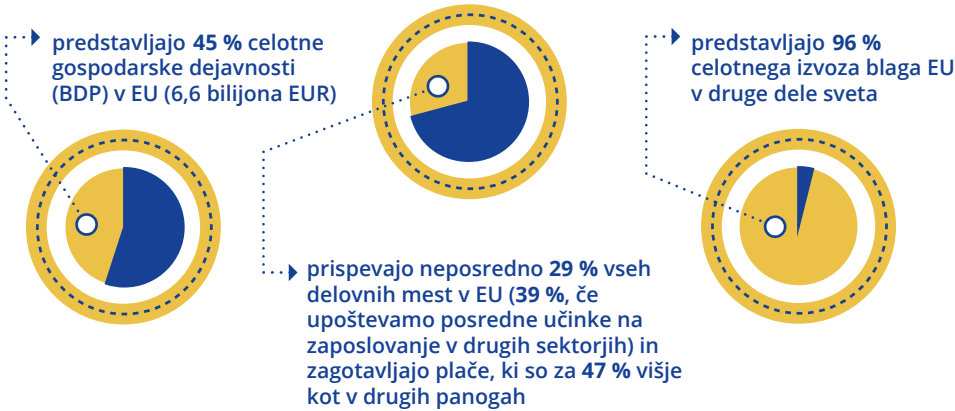 predstavljajo 45 % celotne
gospodarske dejavnosti
(BDP) v EU (6,6 bilijona EUR)
prispevajo neposredno 29 % vseh
delovnih mest v EU (39 %, če
upoštevamo posredne učinke na
zaposlovanje v drugih sektorjih) in
zagotavljajo plače, ki so za 47 % višje
kot v drugih panogah
predstavljajo 96 %
celotnega izvoza blaga EU
v druge dele sveta